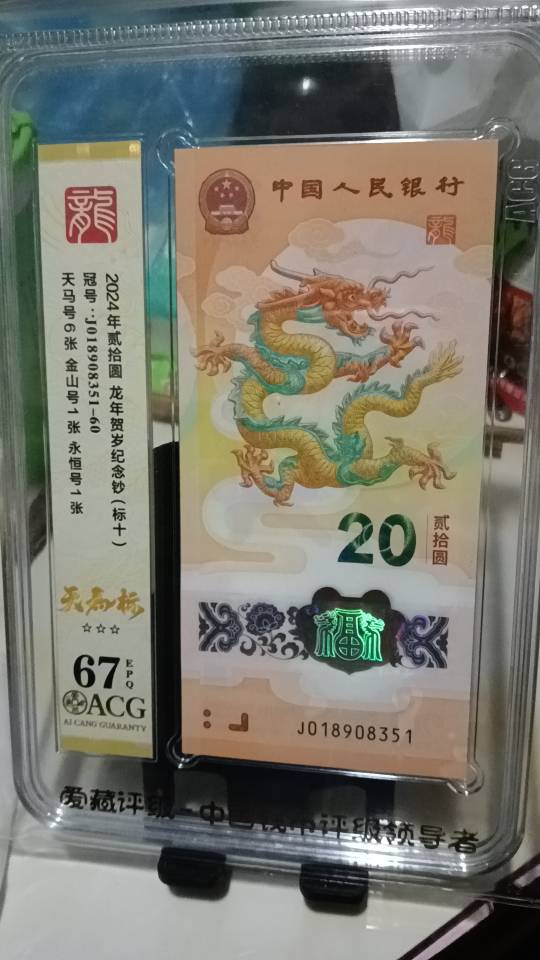 龍
2024年贰拾圆 龙年贺岁纪念钞(标十)
冠号:J018908351-60
天马号6张 金山号1张 永恒号1张
☆☆☆
67 EPQ
ACG
AI CANG GUARANTY
中国人民银行
龍
20 贰拾圆
福
J018908351
爱藏评级-中国钱币评级领导者
ACG